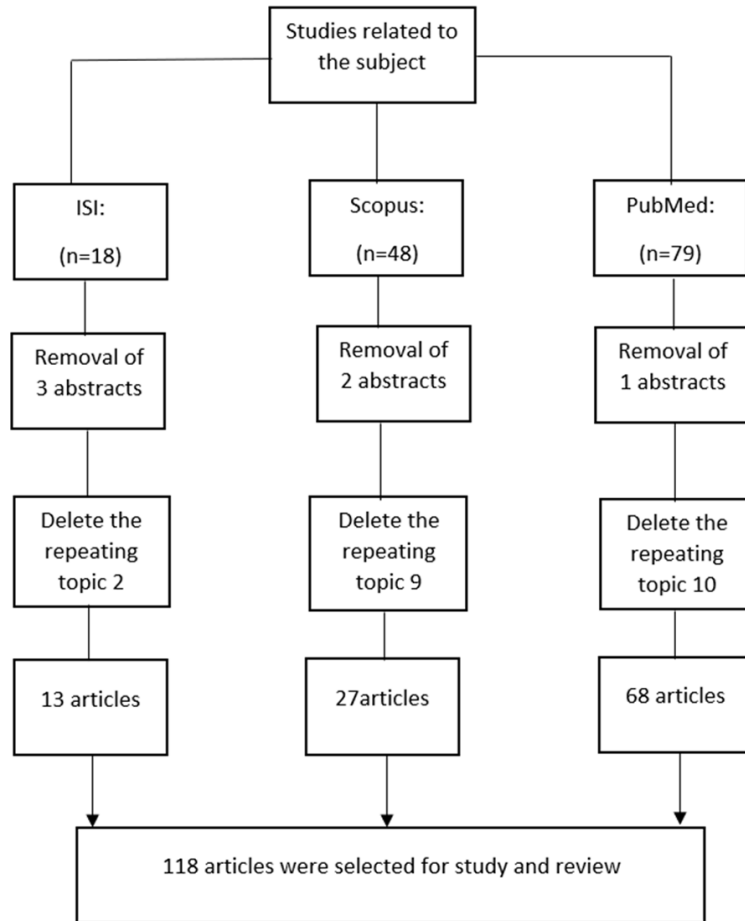 Studies related to
the subject
ISI:
(n=18)
Scopus:
(n=48)
PubMed:
(n=79)
Removal of
3 abstracts
Removal of
2 abstracts
Removal of
1 abstracts
Delete the
repeating
topic 2
Delete the
repeating
topic 9
Delete the
repeating
topic 10
13 articles
27articles
68 articles
118 articles were selected for study and review